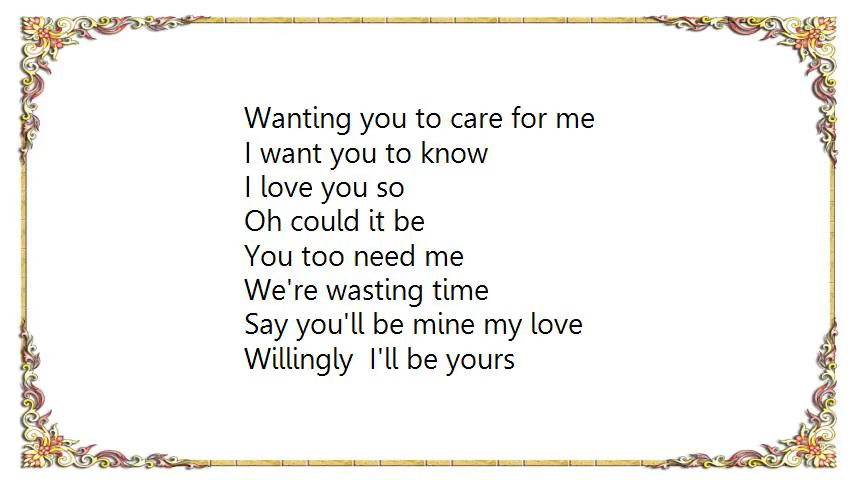 Wanting you to care for me
I want you to know
I love you so
Oh could it be
You too need me
We're wasting time
Say you'll be mine my love
Willingly  I'll be yours